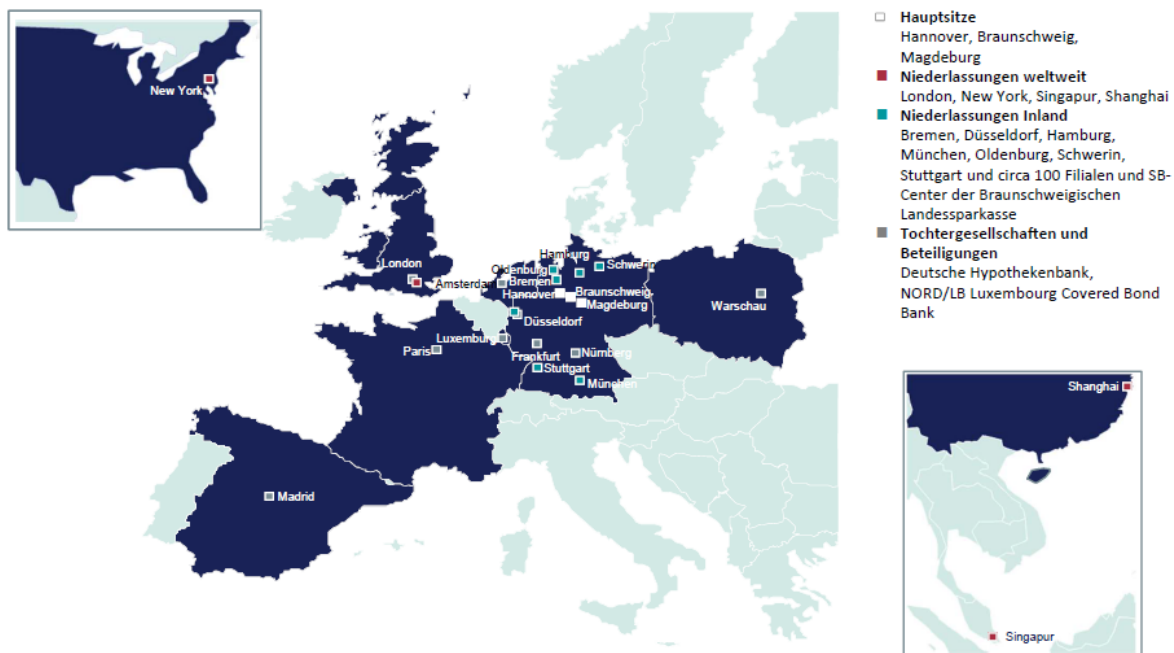 New York
London
Amsterdar
Hamburg
Oldenburg
Bremen
Schwerin
Hannover
Braunschweig
Magdeburg
Warschau
Düsseldorf
Luxemburg
Paris
Frankfurt
Nürnberg
Stuttgart
München
Madrid
Hauptsitze
Hannover, Braunschweig,
Magdeburg
Niederlassungen weltweit
London, New York, Singapur, Shanghai
Niederlassungen Inland
Bremen, Düsseldorf, Hamburg,
München, Oldenburg, Schwerin,
Stuttgart und circa 100 Filialen und SB-
Center der Braunschweigischen
Landessparkasse
Tochtergesellschaften und
Beteiligungen
Deutsche Hypothekenbank,
NORD/LB Luxembourg Covered Bond
Bank
Shanghai
Singapur